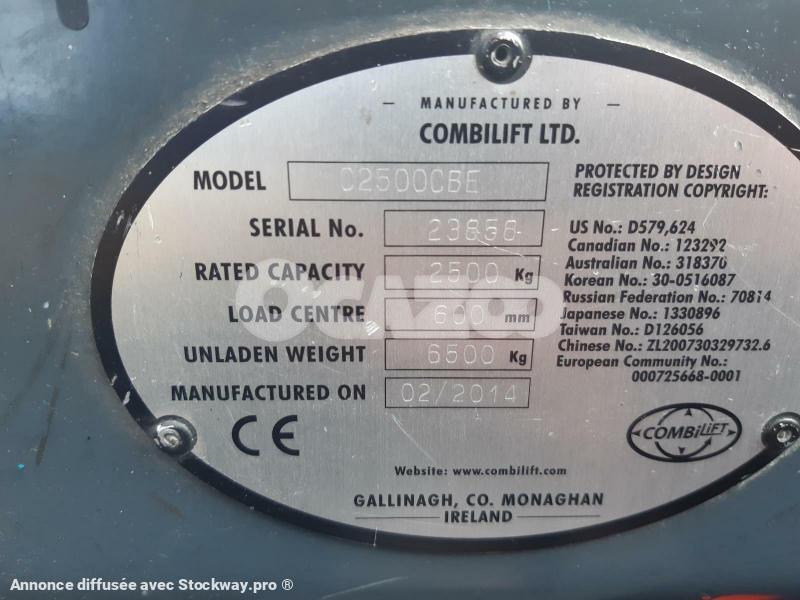 — MANUFACTURED BY —
COMBILIFT LTD.
MODEL C2500CBE
SERIAL No. 23858
RATED CAPACITY 2500 Kg
LOAD CENTRE 600 mm
UNLADEN WEIGHT 6500 Kg
MANUFACTURED ON 02/2014
CE
PROTECTED BY DESIGN
REGISTRATION COPYRIGHT:
US No.: D579,624
Canadian No.: 123292
Australian No.: 318370
Korean No.: 30-0516087
Russian Federation No.: 70814
Japanese No.: 1330896
Taiwan No.: D126056
Chinese No.: ZL200730329732.6
European Community No.:
000725668-0001
COMBiLiFT
Website: www.combilift.com
GALLINAGH, CO. MONAGHAN
— IRELAND —
OCAZOO
Annonce diffusée avec Stockway.pro ®